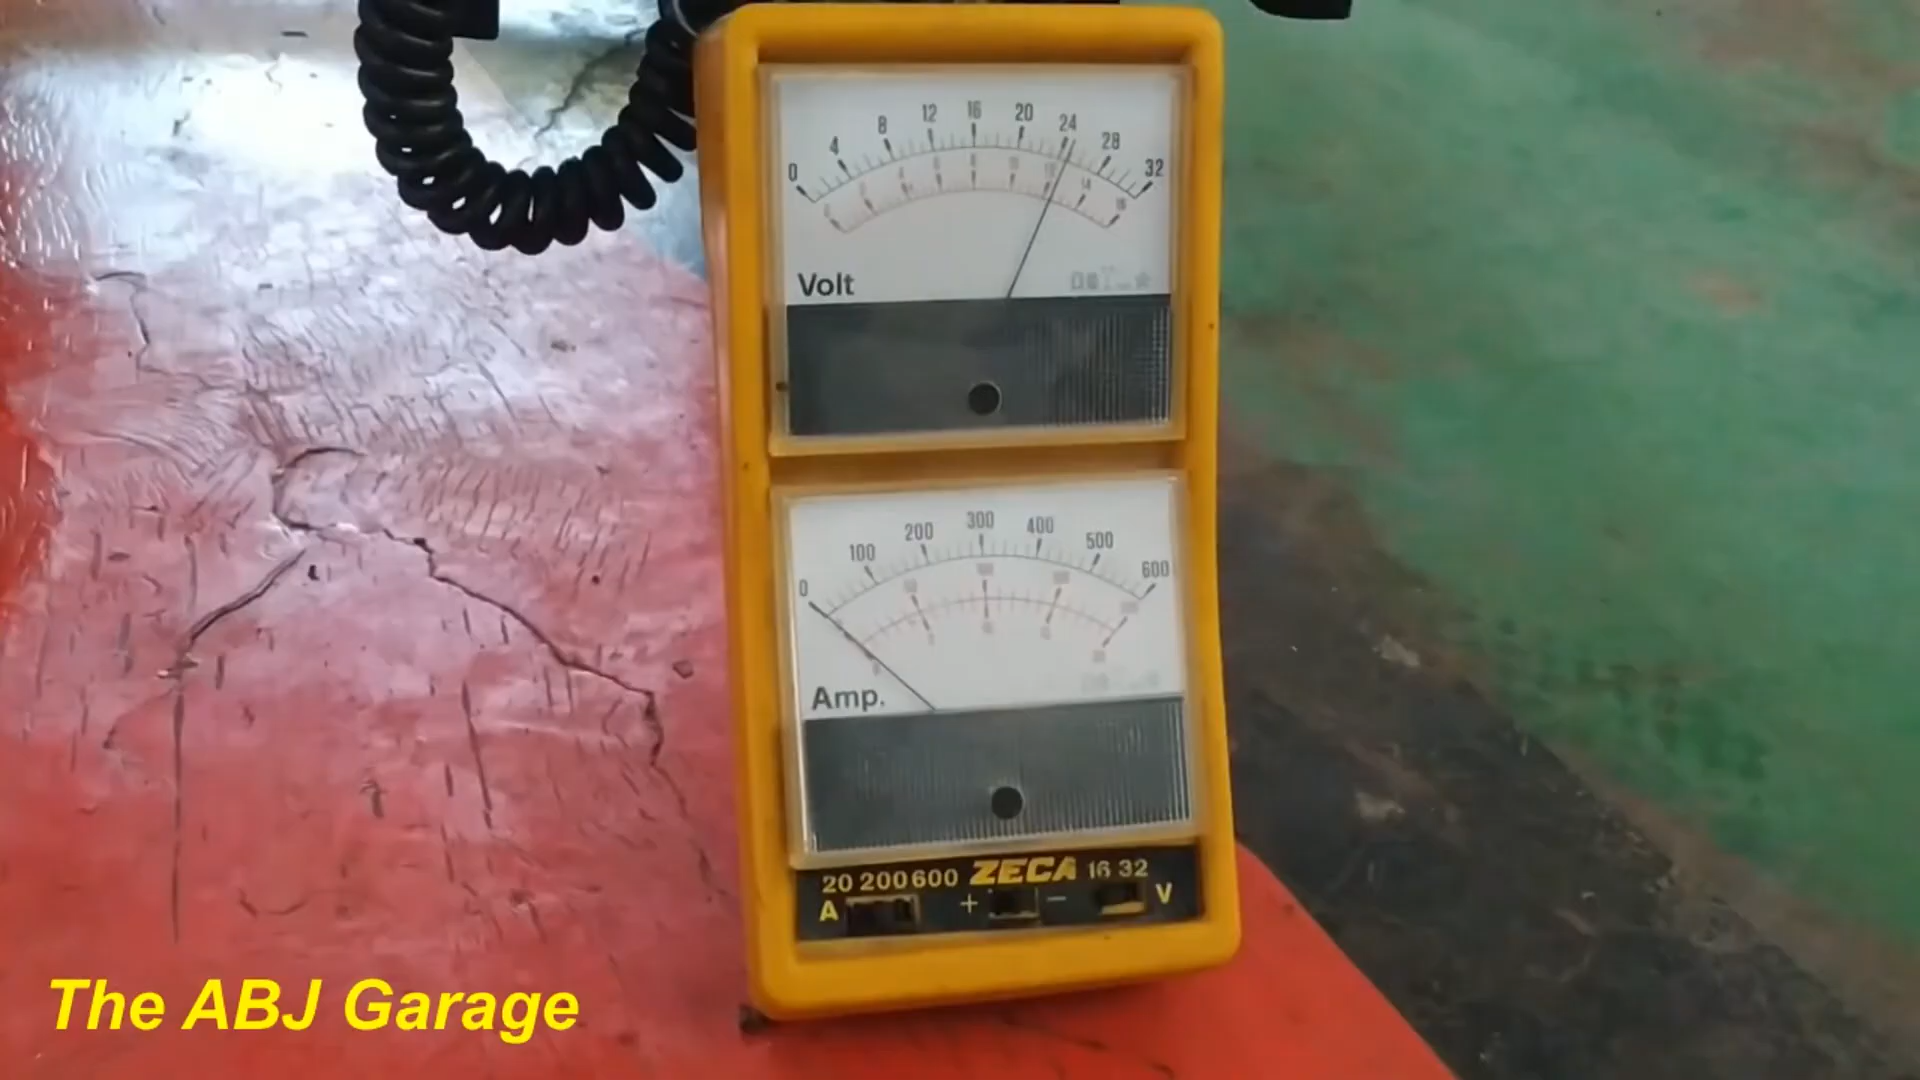 0 4 8 12 16 20 24 28 32
Volt
0 100 200 300 400 500 600
Amp.
20 200 600 ZECA 16 32
A + − V
The ABJ Garage